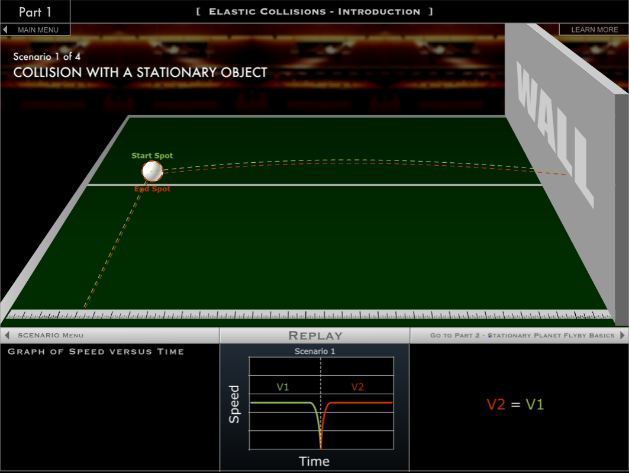 Part 1
[ Elastic Collisions - Introduction ]
MAIN MENU
LEARN MORE
Scenario 1 of 4
COLLISION WITH A STATIONARY OBJECT
WALL
Start Spot
End Spot
Scenario Menu
Replay
Go to Part 2 - Stationary Planet Flyby Basics
Graph of Speed versus Time
Scenario 1
V1
V2
Speed
Time
V2 = V1